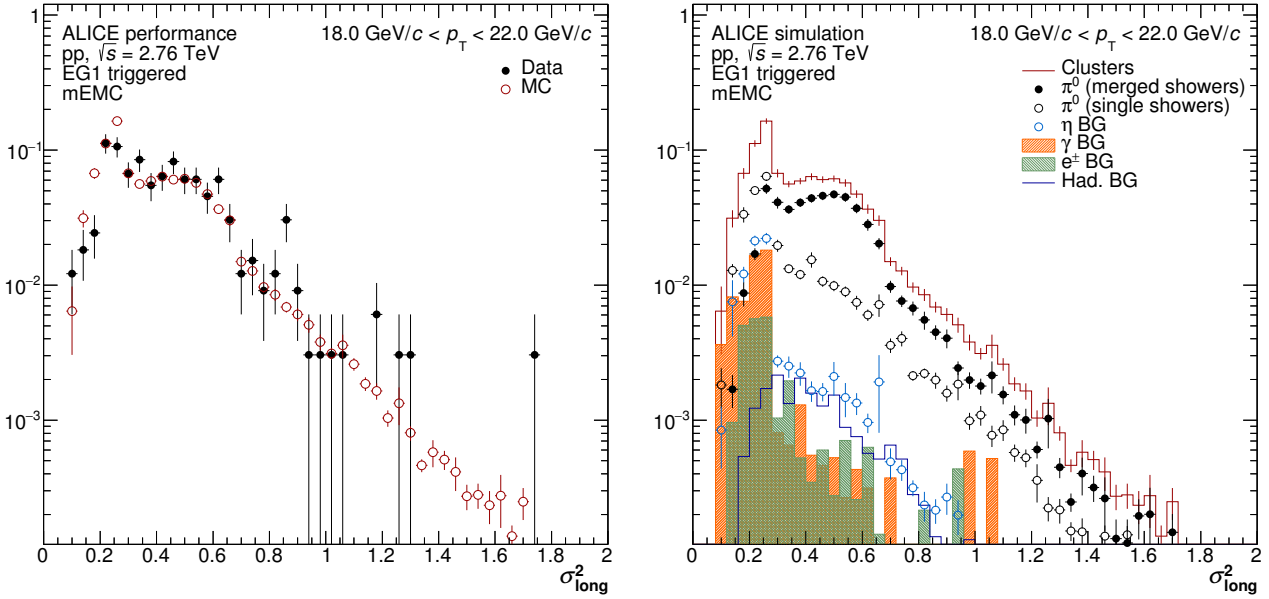 ALICE performance
pp, √s = 2.76 TeV
EG1 triggered
mEMC
18.0 GeV/c < p_T < 22.0 GeV/c
Data
MC
1
10⁻¹
10⁻²
10⁻³
0 0.2 0.4 0.6 0.8 1 1.2 1.4 1.6 1.8 2
σ²_long
ALICE simulation
pp, √s = 2.76 TeV
EG1 triggered
mEMC
18.0 GeV/c < p_T < 22.0 GeV/c
Clusters
π⁰ (merged showers)
π⁰ (single showers)
η BG
γ BG
e± BG
Had. BG
1
10⁻¹
10⁻²
10⁻³
0 0.2 0.4 0.6 0.8 1 1.2 1.4 1.6 1.8 2
σ²_long